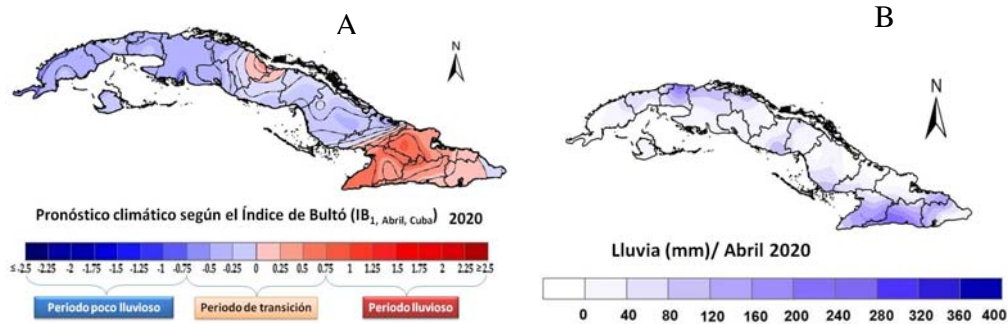 A
N
Pronóstico climático según el Índice de Bultó (IB1, Abril, Cuba) 2020
≤-2.5 -2.25 -2 -1.75 -1.5 -1.25 -1 -0.75 -0.5 -0.25 0 0.25 0.5 0.75 1 1.25 1.5 1.75 2 2.25 ≥2.5
Periodo poco lluvioso Periodo de transición Periodo lluvioso
B
N
Lluvia (mm)/ Abril 2020
0 40 80 120 160 200 240 280 320 360 400